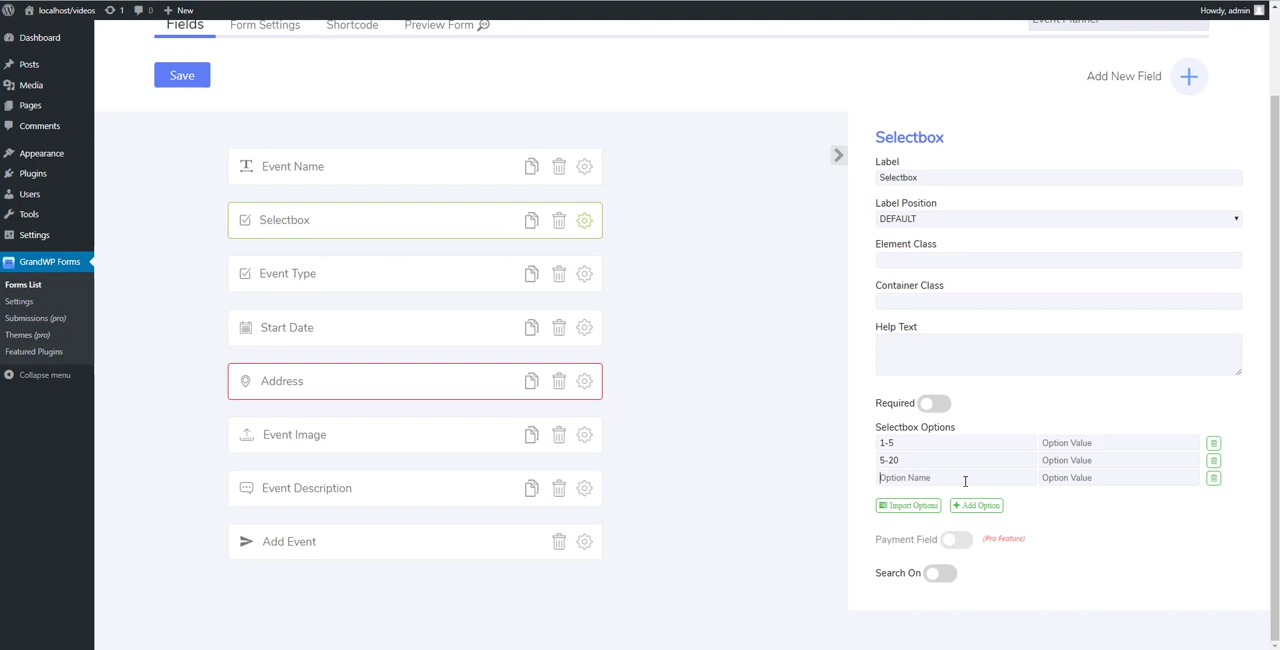 localhost/videos 1 0 New Howdy, admin
Dashboard
Posts
Media
Pages
Comments
Appearance
Plugins
Users
Tools
Settings
GrandWP Forms
Forms List
Settings
Submissions (pro)
Themes (pro)
Featured Plugins
Collapse menu
Fields Form Settings Shortcode Preview Form Event Planner
Save
Add New Field
Event Name
Selectbox
Event Type
Start Date
Address
Event Image
Event Description
Add Event
Selectbox
Label
Selectbox
Label Position
DEFAULT
Element Class
Container Class
Help Text
Required
Selectbox Options
1-5 Option Value
5-20 Option Value
Option Name Option Value
Import Options Add Option
Payment Field (Pro Feature)
Search On